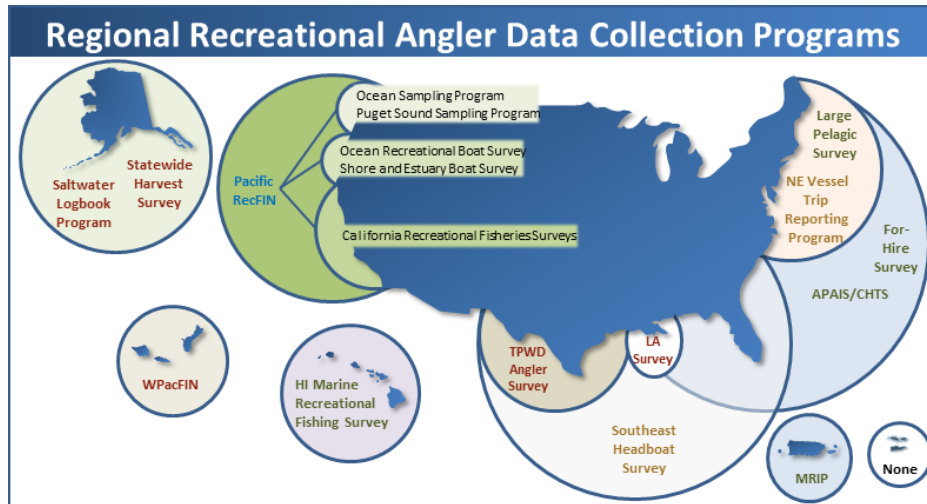 Regional Recreational Angler Data Collection Programs
Saltwater
Logbook
Program
Statewide
Harvest
Survey
Pacific
RecFIN
Ocean Sampling Program
Puget Sound Sampling Program
Ocean Recreational Boat Survey
Shore and Estuary Boat Survey
California Recreational Fisheries Surveys
Large
Pelagic
Survey
NE Vessel
Trip
Reporting
Program
For-
Hire
Survey
APAIS/CHTS
WPacFIN
HI Marine
Recreational
Fishing Survey
TPWD
Angler
Survey
LA
Survey
Southeast
Headboat
Survey
MRIP
None